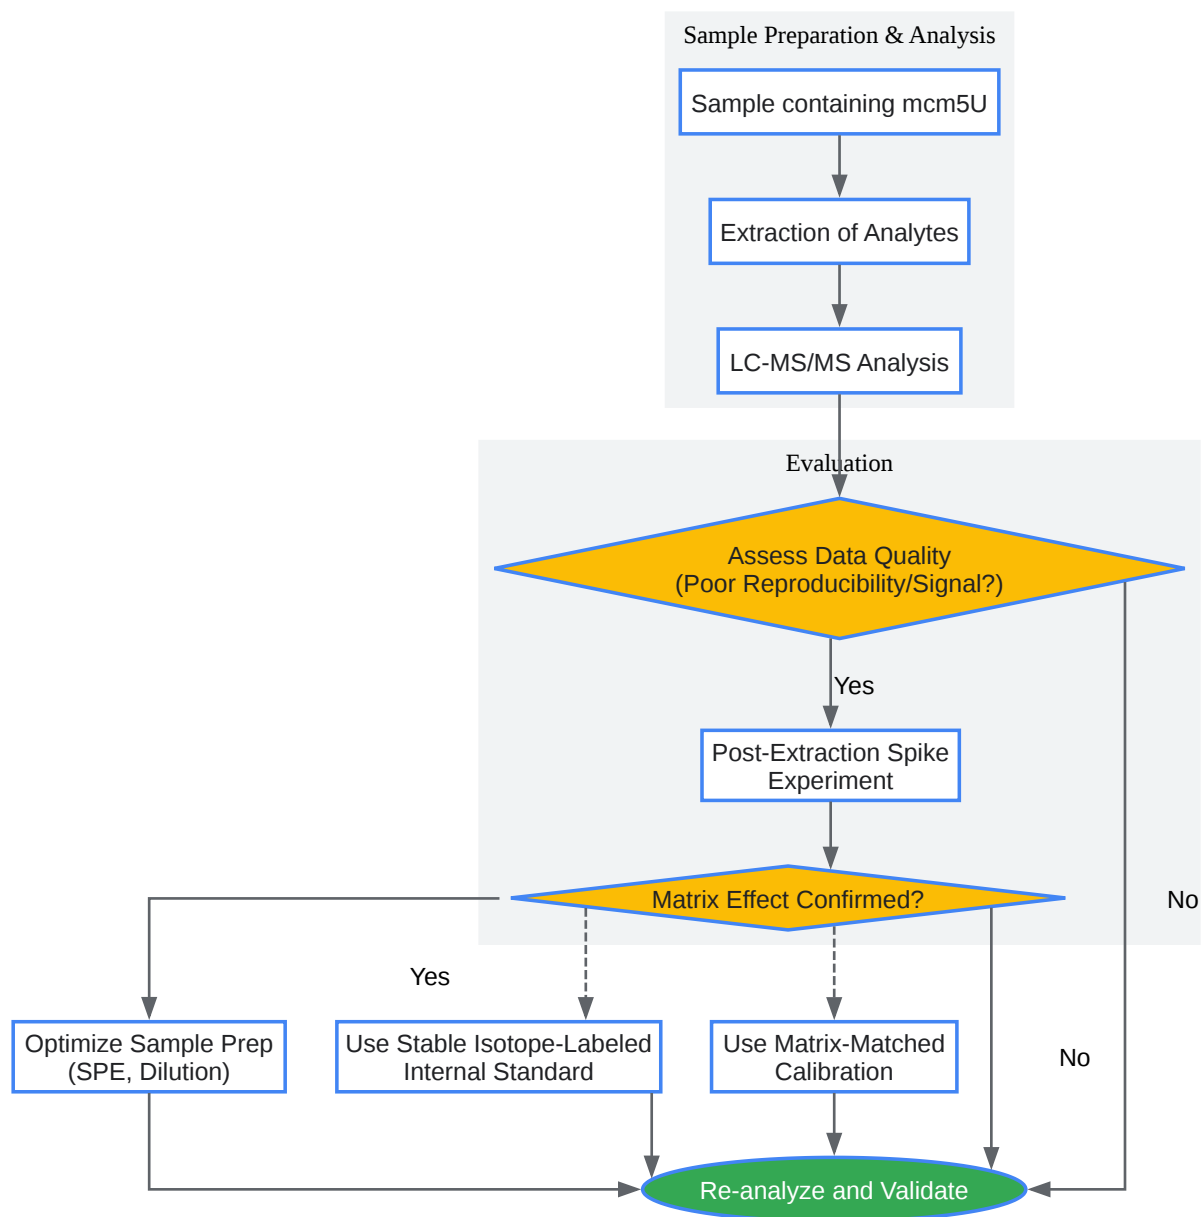 Sample Preparation & Analysis
Sample containing mcm5U
Extraction of Analytes
LC-MS/MS Analysis
Evaluation
Assess Data Quality
(Poor Reproducibility/Signal?)
Yes
Post-Extraction Spike
Experiment
Matrix Effect Confirmed?
No
Yes
Optimize Sample Prep
(SPE, Dilution)
Use Stable Isotope-Labeled
Internal Standard
Use Matrix-Matched
Calibration
No
Re-analyze and Validate